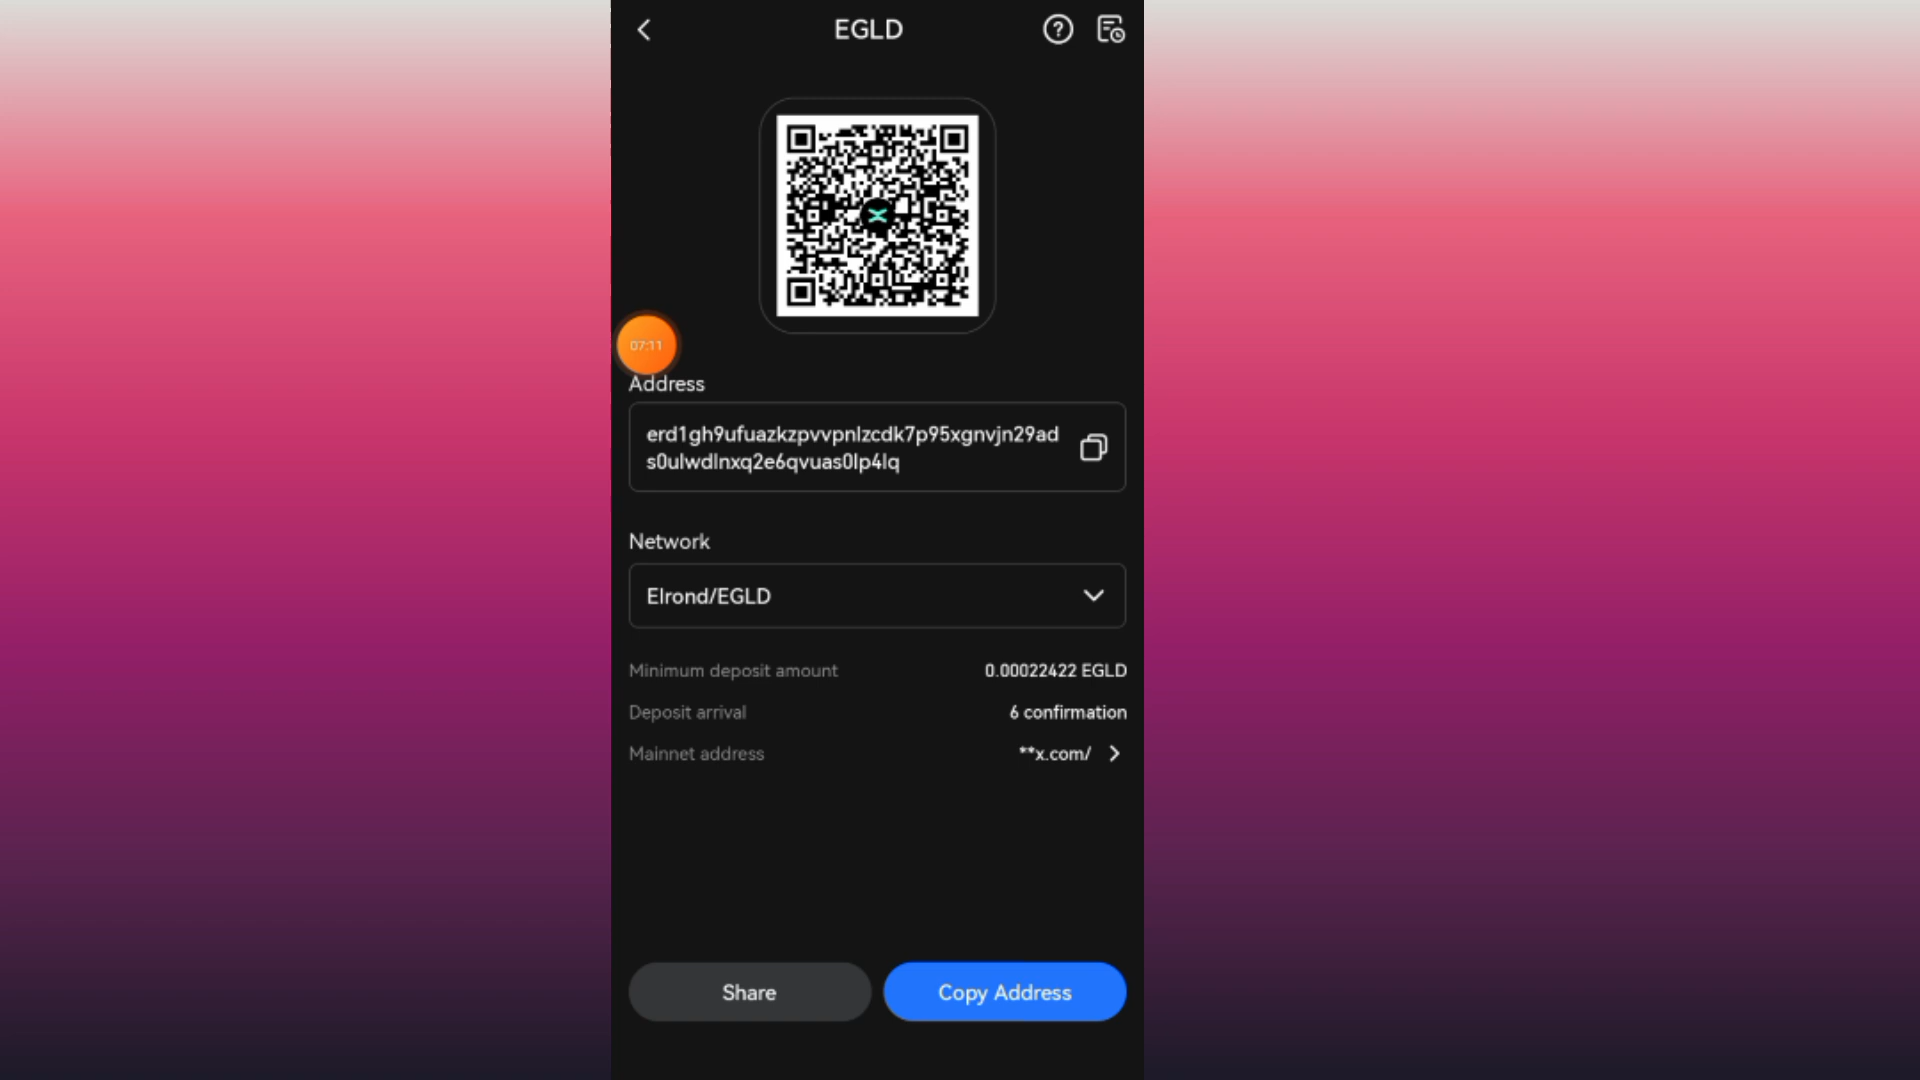 EGLD
07:11
Address
erd1gh9ufuazkzpvvpnlzcdk7p95xgnvjn29ad
s0ulwdlnxq2e6qvuas0lp4lq
Network
Elrond/EGLD
Minimum deposit amount 0.00022422 EGLD
Deposit arrival 6 confirmation
Mainnet address **x.com/
Share Copy Address